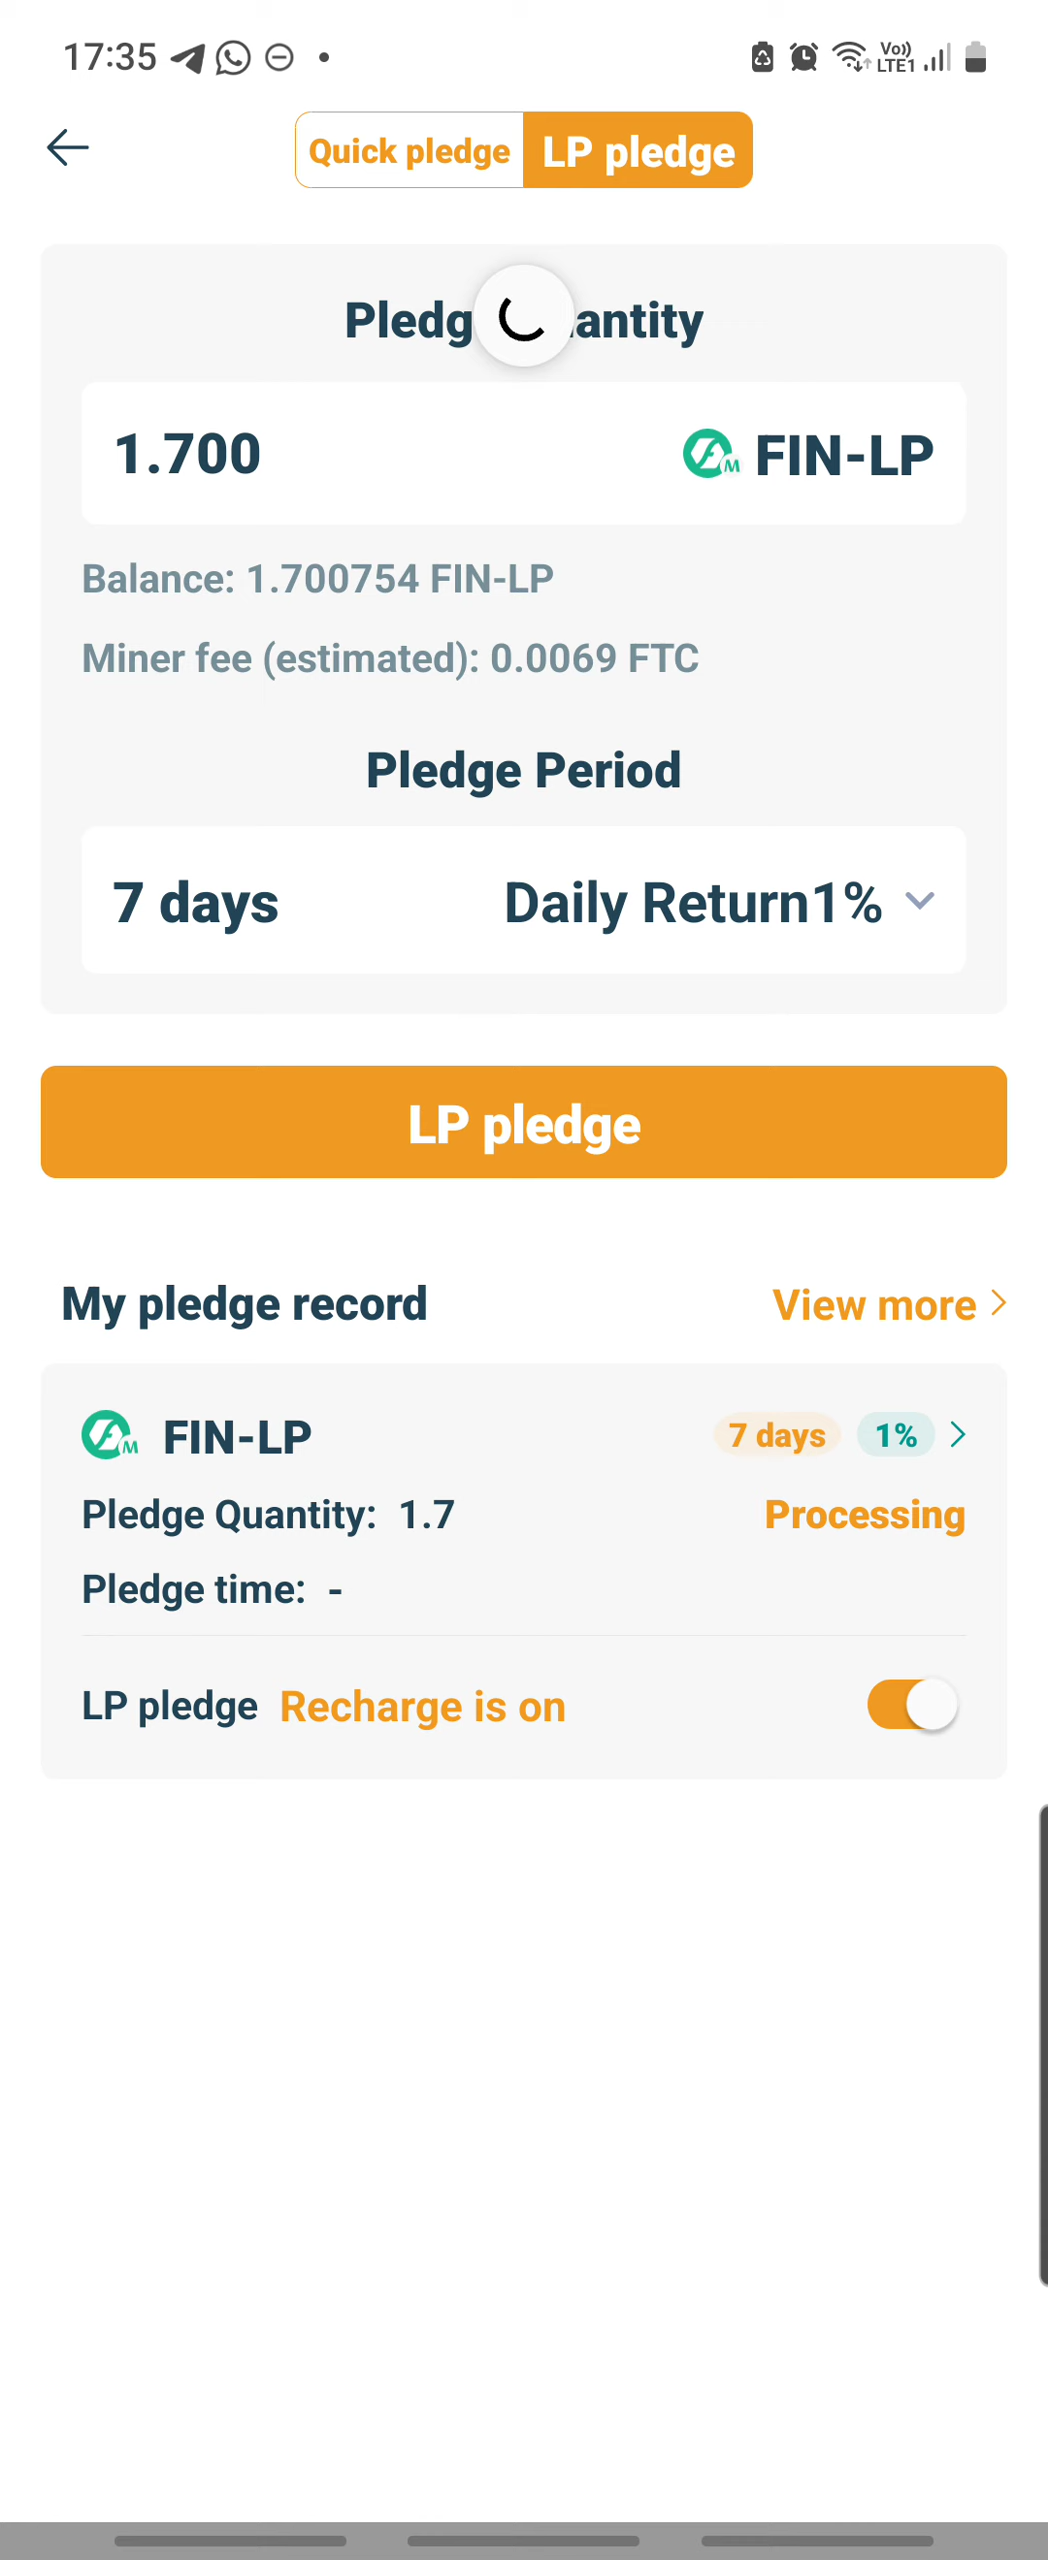 17:35 Vo)) LTE1
Quick pledge LP pledge
Pledg antity
1.700 FIN-LP
Balance: 1.700754 FIN-LP
Miner fee (estimated): 0.0069 FTC
Pledge Period
7 days Daily Return1%
LP pledge
My pledge record View more
FIN-LP 7 days 1%
Pledge Quantity: 1.7 Processing
Pledge time: -
LP pledge Recharge is on